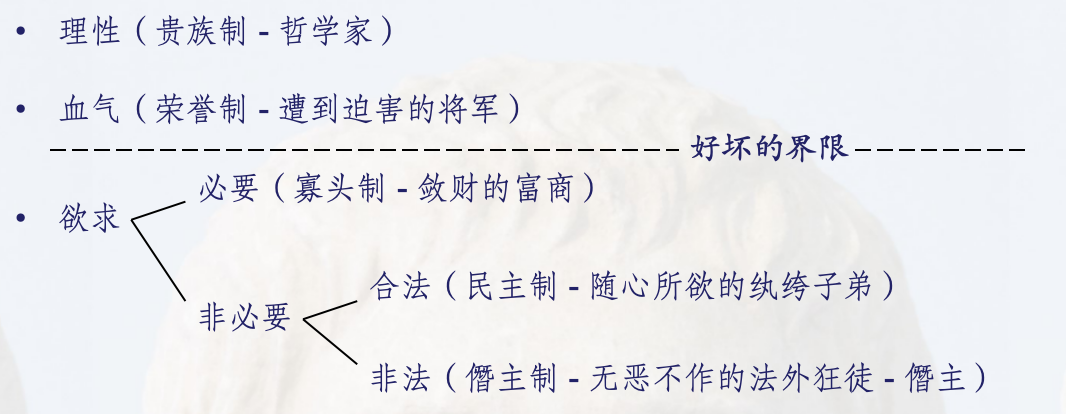 • 理性（贵族制 - 哲学家）
• 血气（荣誉制 - 遭到迫害的将军）
好坏的界限
必要（寡头制 - 敛财的富商）
• 欲求
合法（民主制 - 随心所欲的纨绔子弟）
非必要
非法（僭主制 - 无恶不作的法外狂徒 - 僭主）